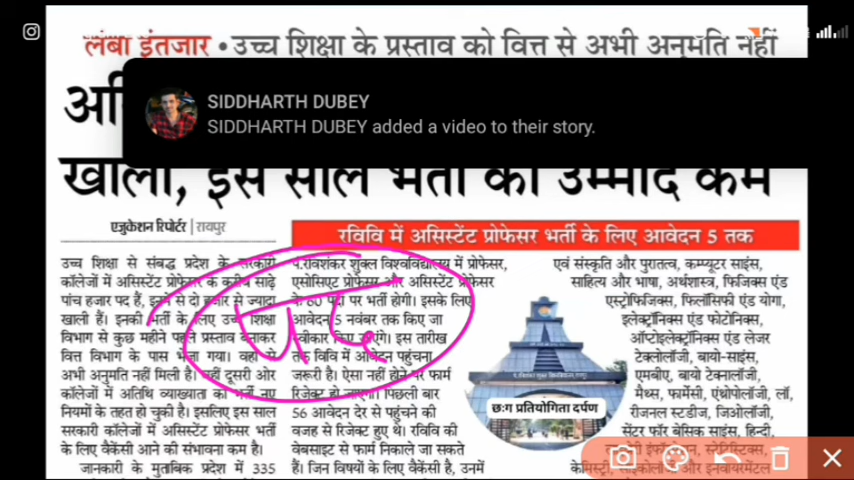 लंबा इंतजार • उच्च शिक्षा के प्रस्ताव को वित्त से अभी अनुमति नहीं
SIDDHARTH DUBEY
SIDDHARTH DUBEY added a video to their story.
खाली, इस साल भर्ती की उम्मीद कम
एजुकेशन रिपोर्टर | रायपुर
उच्च शिक्षा से संबद्ध प्रदेश के सरकारी
कॉलेजों में असिस्टेंट प्रोफेसर के करीब साढ़े
पांच हजार पद हैं, इनमें से दो हजार से ज्यादा
खाली हैं। इनकी भर्ती के लिए उच्च शिक्षा
विभाग से कुछ महीने पहले प्रस्ताव बनाकर
वित्त विभाग के पास भेजा गया। वहां से
अभी अनुमति नहीं मिली है। वहीं दूसरी ओर
कॉलेजों में अतिथि व्याख्याता की भर्ती नए
नियमों के तहत हो चुकी है। इसलिए इस साल
सरकारी कॉलेजों में असिस्टेंट प्रोफेसर भर्ती
के लिए वैकेंसी आने की संभावना कम है।
जानकारी के मुताबिक प्रदेश में 335
रविवि में असिस्टेंट प्रोफेसर भर्ती के लिए आवेदन 5 तक
पं.रविशंकर शुक्ल विश्वविद्यालय में प्रोफेसर,
एसोसिएट प्रोफेसर और असिस्टेंट प्रोफेसर
के 60 पदों पर भर्ती होगी। इसके लिए
आवेदन 5 नवंबर तक किए जा
स्वीकार किए जाएंगे। इस तारीख
तक विवि में आवेदन पहुंचना
जरूरी है। ऐसा नहीं होने पर फार्म
रिजेक्ट हो जाएगा। पिछली बार
56 आवेदन देर से पहुंचने की
वजह से रिजेक्ट हुए थे। रविवि की
वेबसाइट से फार्म निकाले जा सकते
हैं। जिन विषयों के लिए वैकेंसी है, उनमें
एवं संस्कृति और पुरातत्व, कम्प्यूटर साइंस,
साहित्य और भाषा, अर्थशास्त्र, फिजिक्स एंड
एस्ट्रोफिजिक्स, फिलॉसिफी एंड योगा,
इलेक्ट्रॉनिक्स एंड फोटोनिक्स,
ऑप्टोइलेक्ट्रॉनिक्स एंड लेजर
टेक्लोलॉजी, बायो-साइंस,
एमबीए, बायो टेक्नालॉजी,
मैथ्स, फार्मेसी, एंथ्रोपोलॉजी, लॉ,
रीजनल स्टडीज, जिओलॉजी,
सेंटर फॉर बेसिक साइंस, हिन्दी,
छ:ग प्रतियोगिता दर्पण